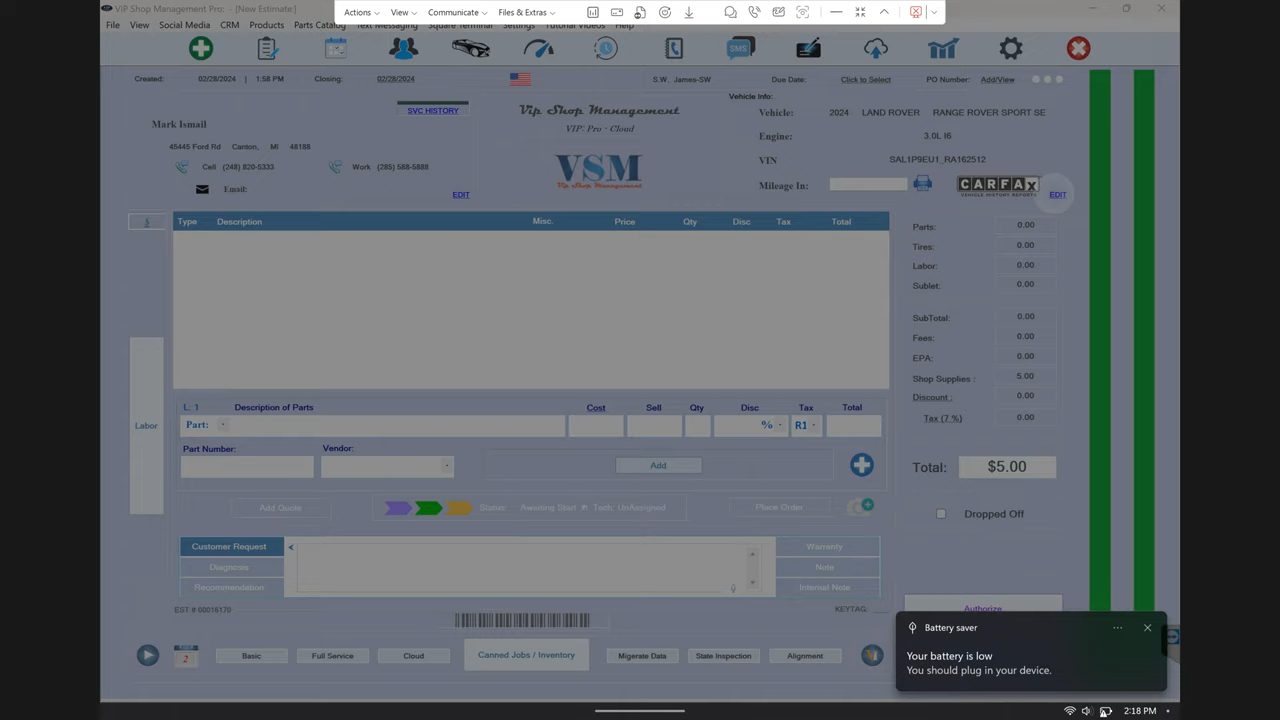 VIP Shop Management Pro: - [New Estimate]
Actions View Communicate Files & Extras
File View Social Media CRM Products Parts Catalog Text Messaging Square Terminal Settings Tutorial Videos Help
SMS
Created: 02/28/2024 | 1:58 PM Closing: 02/28/2024 S.W. James-SW Due Date: Click to Select PO Number: Add/View
Vehicle Info:
SVC HISTORY
Vip Shop Management
Vehicle: 2024 LAND ROVER RANGE ROVER SPORT SE
Mark Ismail
VIP: Pro - Cloud
Engine: 3.0L I6
45445 Ford Rd Canton, MI 48188
VIN SAL1P9EU1_RA162512
Cell (248) 820-5333 Work (285) 588-5888
VSM
Vip Shop Management
Mileage In: CARFAX
VEHICLE HISTORY REPORTS
EDIT
Email:
EDIT
$ Type Description Misc. Price Qty Disc Tax Total
Parts: 0.00
Tires: 0.00
Labor: 0.00
Sublet: 0.00
SubTotal: 0.00
Fees: 0.00
EPA: 0.00
Shop Supplies : 5.00
Discount : 0.00
Tax (7 %) 0.00
L: 1 Description of Parts Cost Sell Qty Disc Tax Total
Labor Part: % R1
Part Number: Vendor:
Add
Total: $5.00
Add Quote Status: Awaiting Start Tech: UnAssigned Place Order
Dropped Off
Customer Request Warranty
Diagnosis Note
Recommendation Internal Note
EST # 00016170 KEYTAG:
Authorize
2 Basic Full Service Cloud Canned Jobs / Inventory Migerate Data State Inspection Alignment
Battery saver
Your battery is low
You should plug in your device.
2:18 PM